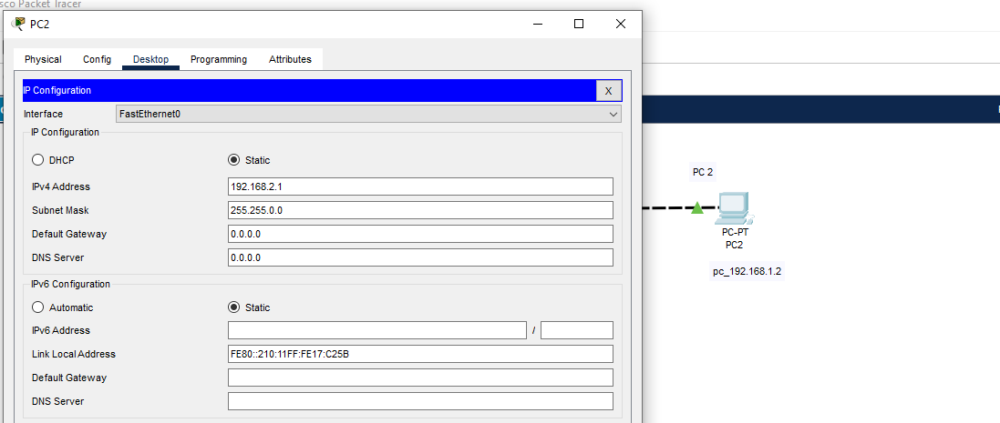 sco Packet Tracer
PC2
Physical Config Desktop Programming Attributes
IP Configuration X
Interface FastEthernet0
IP Configuration
DHCP Static
IPv4 Address 192.168.2.1
Subnet Mask 255.255.0.0
Default Gateway 0.0.0.0
DNS Server 0.0.0.0
IPv6 Configuration
Automatic Static
IPv6 Address /
Link Local Address FE80::210:11FF:FE17:C25B
Default Gateway
DNS Server
PC 2
PC-PT
PC2
pc_192.168.1.2